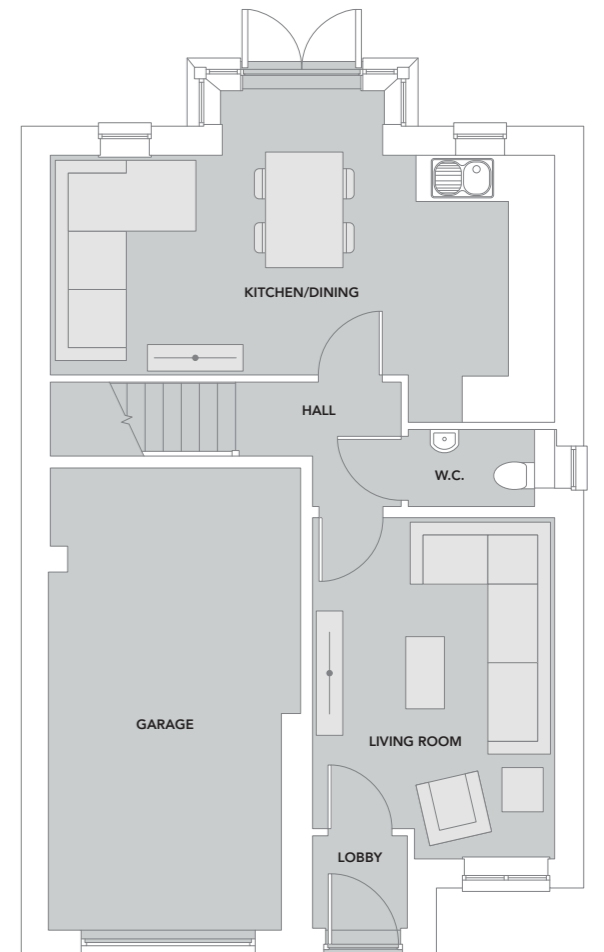 KITCHEN/DINING
HALL
W.C.
GARAGE
LIVING ROOM
LOBBY